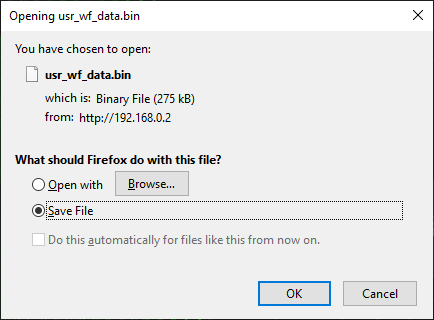 Opening usr_wf_data.bin
You have chosen to open:
usr_wf_data.bin
which is: Binary File (275 kB)
from: http://192.168.0.2
What should Firefox do with this file?
Open with Browse...
Save File
Do this automatically for files like this from now on.
OK Cancel